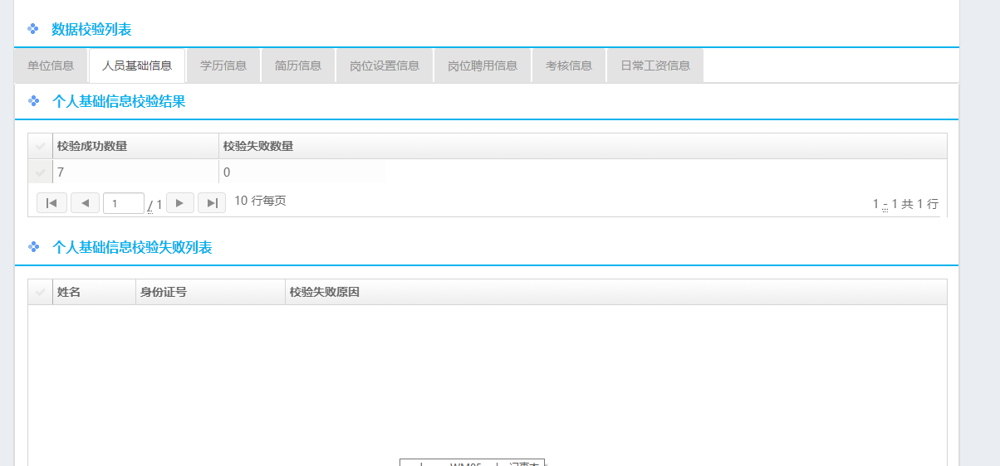 数据校验列表
单位信息 人员基础信息 学历信息 简历信息 岗位设置信息 岗位聘用信息 考核信息 日常工资信息
个人基础信息校验结果
校验成功数量 校验失败数量
7 0
1 / 1 10 行每页 1 - 1 共 1 行
个人基础信息校验失败列表
姓名 身份证号 校验失败原因